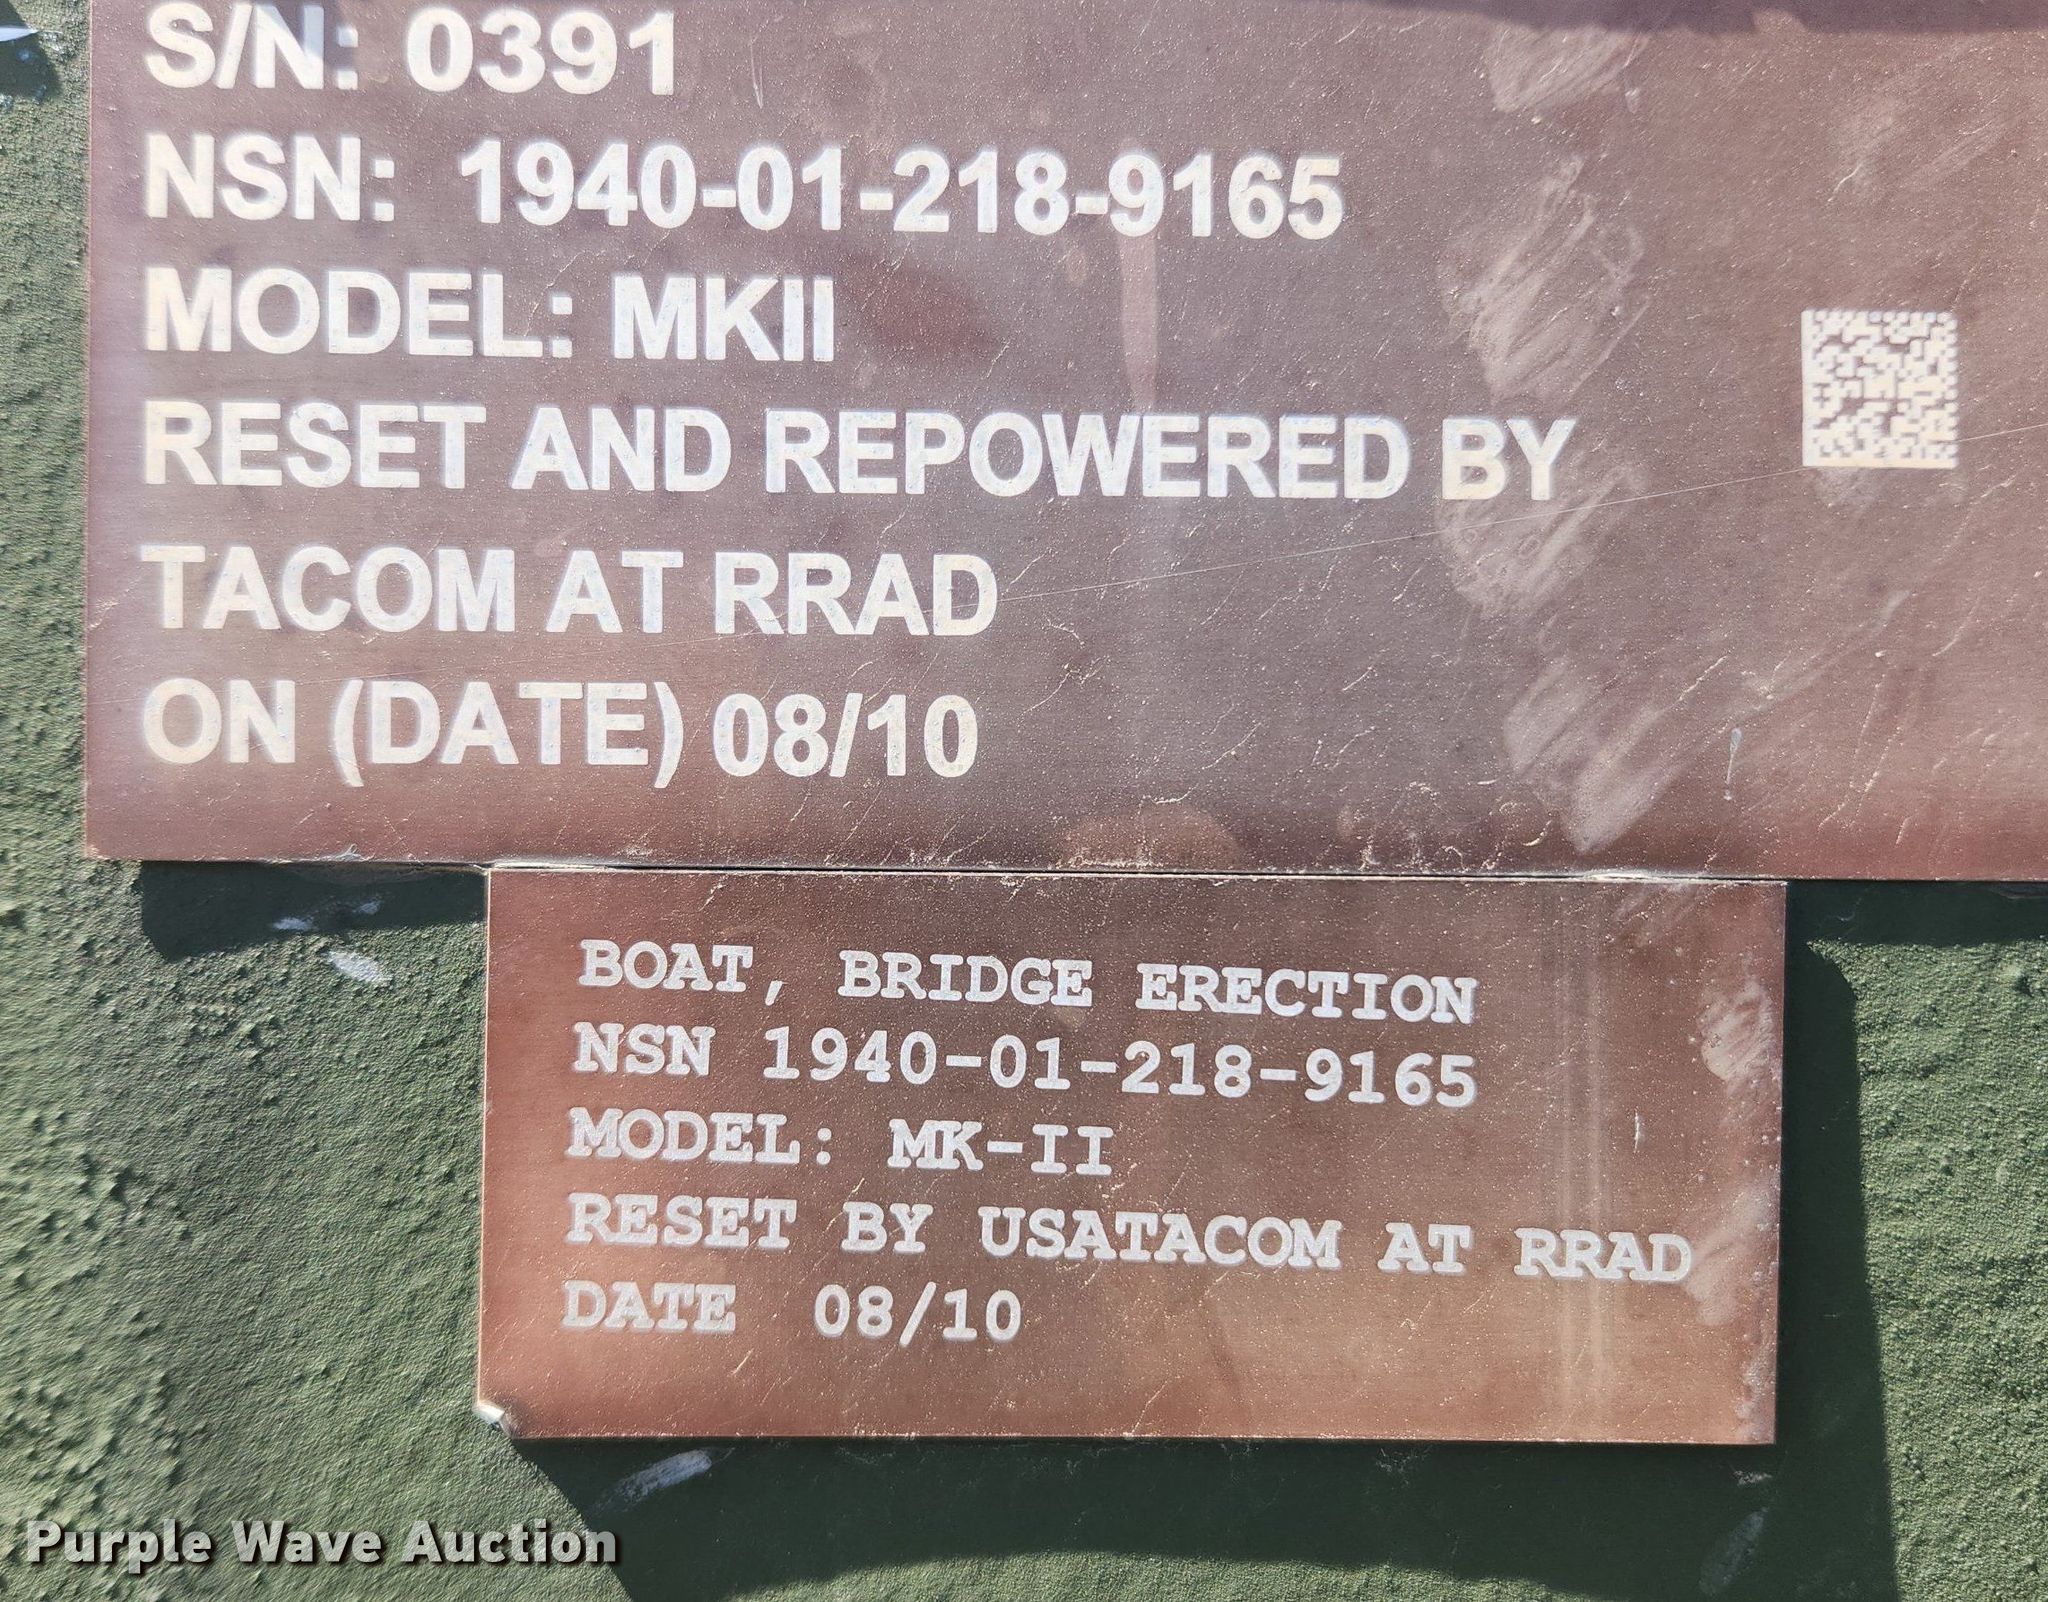 S/N: 0391
NSN: 1940-01-218-9165
MODEL: MKII
RESET AND REPOWERED BY
TACOM AT RRAD
ON (DATE) 08/10
BOAT, BRIDGE ERECTION
NSN 1940-01-218-9165
MODEL: MK-II
RESET BY USATACOM AT RRAD
DATE 08/10
Purple Wave Auction